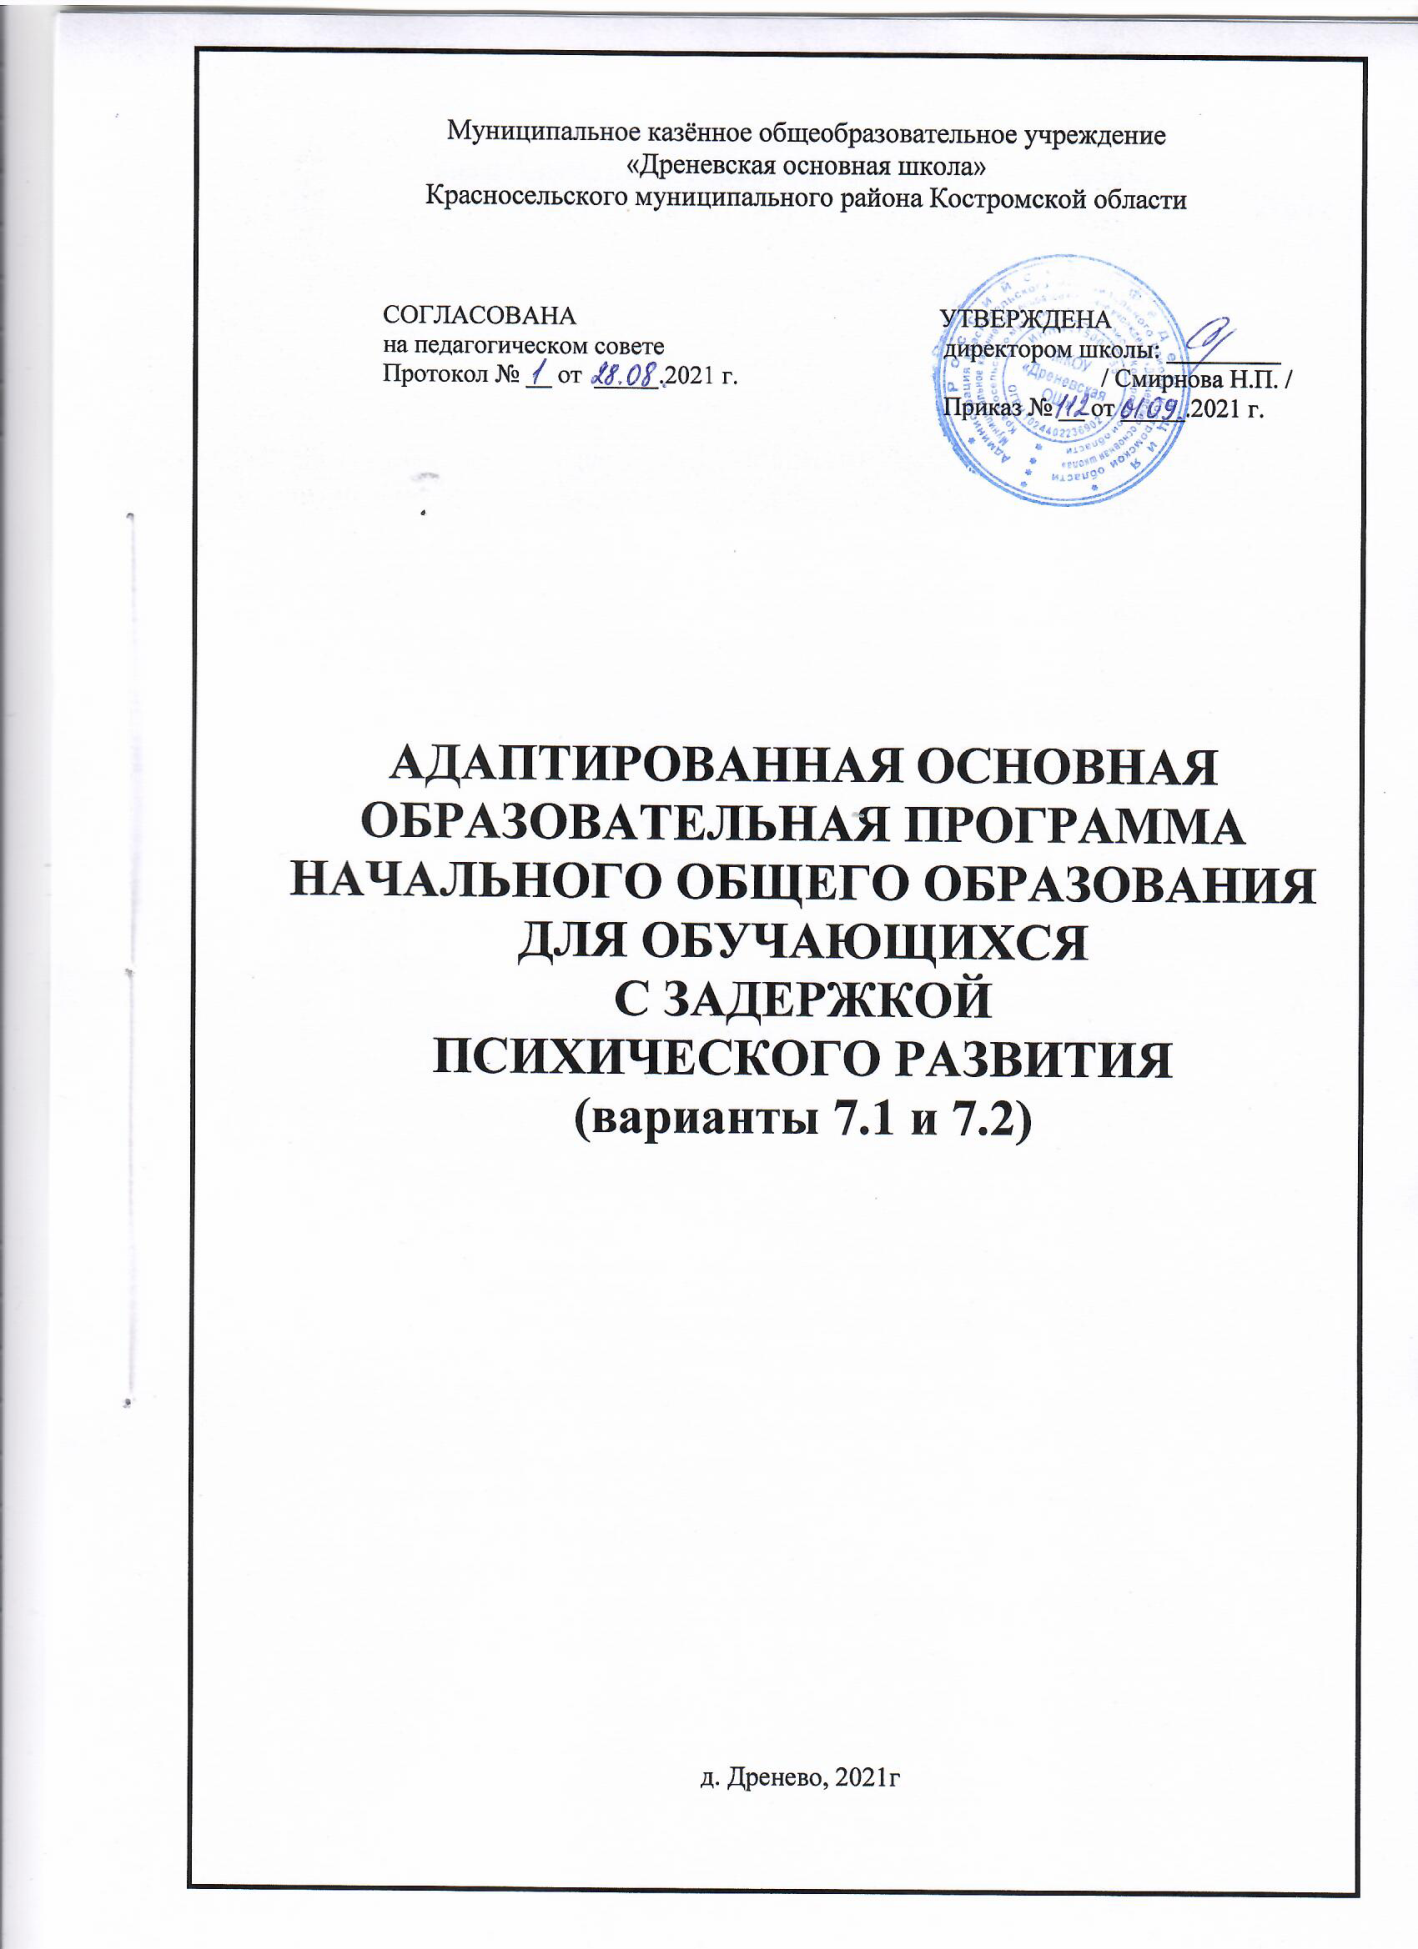 Муниципальное казённое общеобразовательное учреждение
«Дреневская основная школа»
Красносельского муниципального района Костромской области
СОГЛАСОВАНА
на педагогическом совете
Протокол № 1 от 28.08.2021 г.
УТВЕРЖДЕНА
директором школы:
/ Смирнова Н.П. /
Приказ № 112 от 01.09.2021 г.
«Дреневская
АДАПТИРОВАННАЯ ОСНОВНАЯ
ОБРАЗОВАТЕЛЬНАЯ ПРОГРАММА
НАЧАЛЬНОГО ОБЩЕГО ОБРАЗОВАНИЯ
ДЛЯ ОБУЧАЮЩИХСЯ
С ЗАДЕРЖКОЙ
ПСИХИЧЕСКОГО РАЗВИТИЯ
(варианты 7.1 и 7.2)
д. Дренево, 2021г